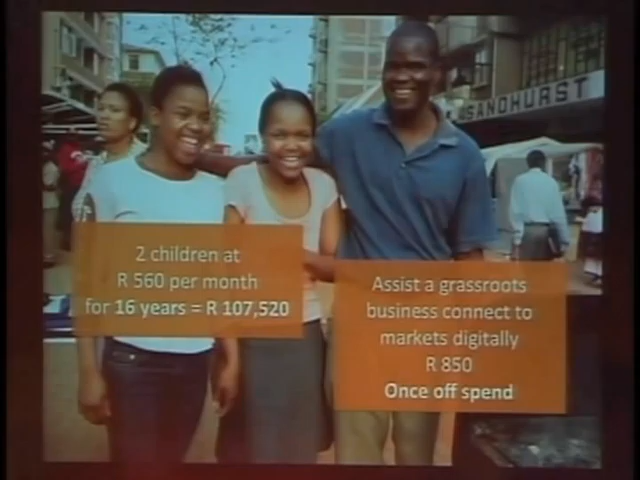 SANDHURST
2 children at
R 560 per month
for 16 years = R 107,520
Assist a grassroots
business connect to
markets digitally
R 850
Once off spend